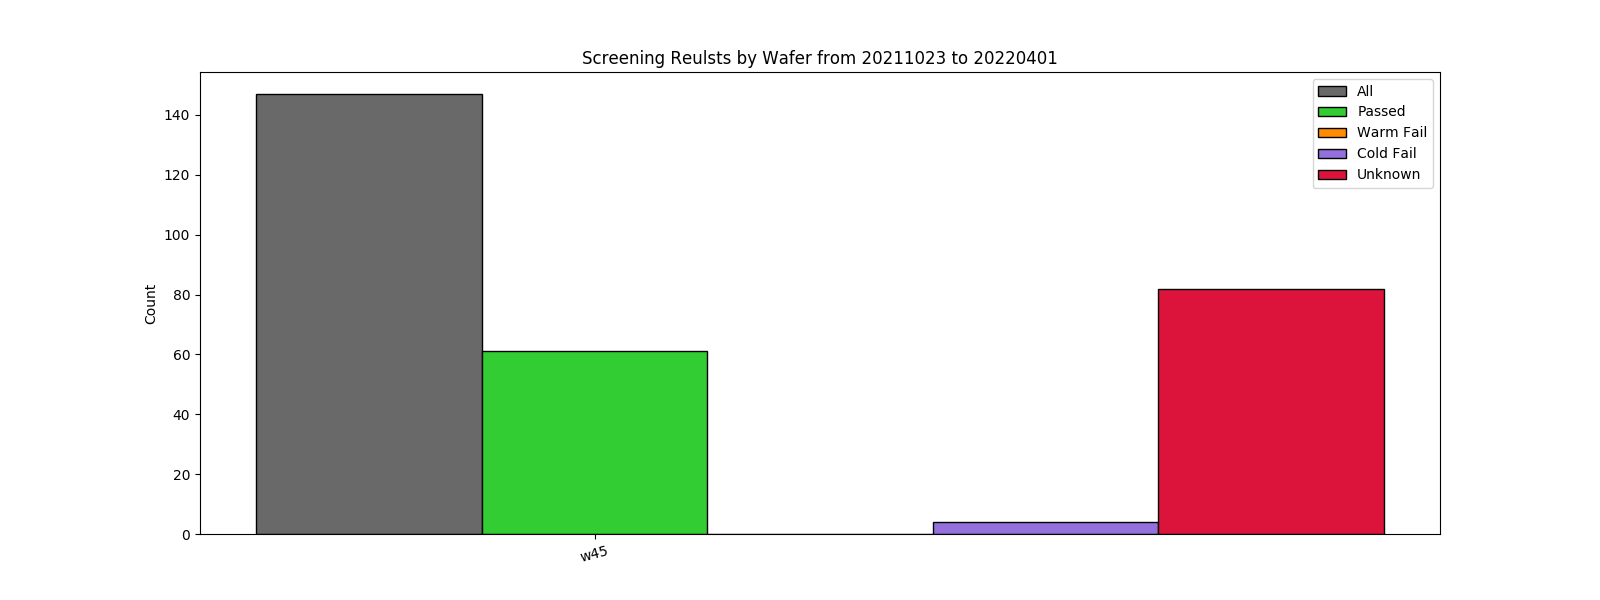 Screening Reulsts by Wafer from 20211023 to 20220401
All
Passed
Warm Fail
Cold Fail
Unknown
Count
140
120
100
80
60
40
20
0
w45